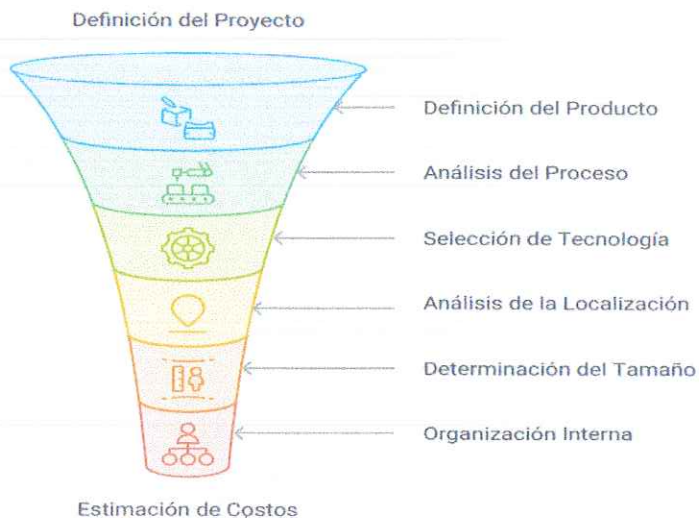 Definición del Proyecto
Definición del Producto
Análisis del Proceso
Selección de Tecnología
Análisis de la Localización
Determinación del Tamaño
Organización Interna
Estimación de Costos